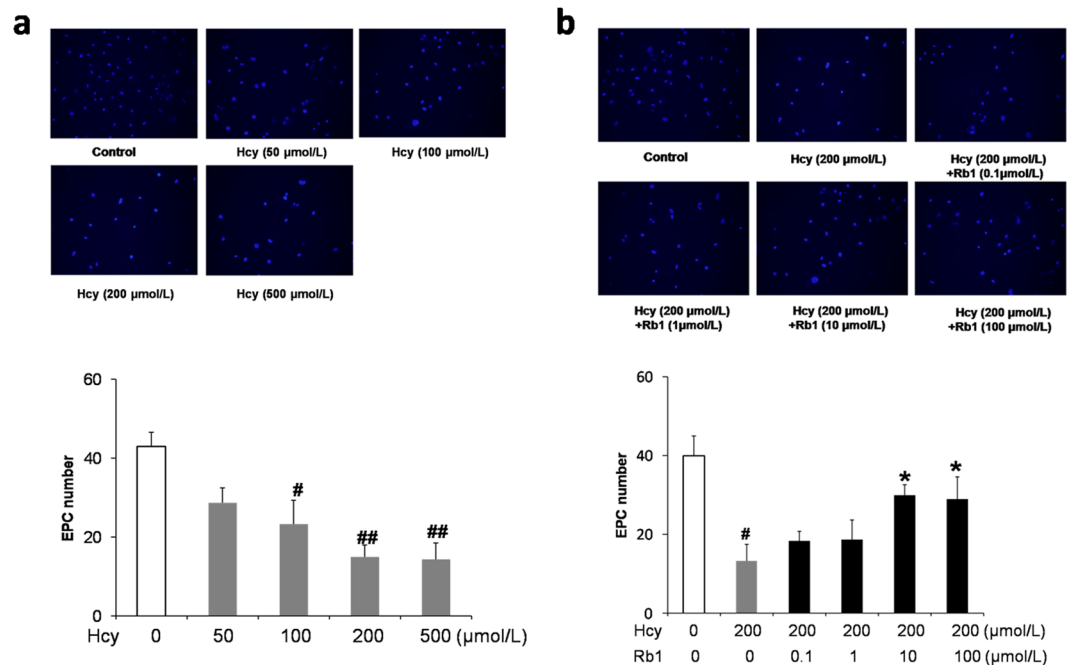 a
Control
Hcy (50 µmol/L)
Hcy (100 µmol/L)
Hcy (200 µmol/L)
Hcy (500 µmol/L)
60
40
20
0
EPC number
#
##
##
Hcy 0 50 100 200 500 (µmol/L)
b
Control
Hcy (200 µmol/L)
Hcy (200 µmol/L)
+Rb1 (0.1µmol/L)
Hcy (200 µmol/L)
+Rb1 (1µmol/L)
Hcy (200 µmol/L)
+Rb1 (10 µmol/L)
Hcy (200 µmol/L)
+Rb1 (100 µmol/L)
60
40
20
0
EPC number
#
*
*
Hcy 0 200 200 200 200 200 (µmol/L)
Rb1 0 0 0.1 1 10 100 (µmol/L)